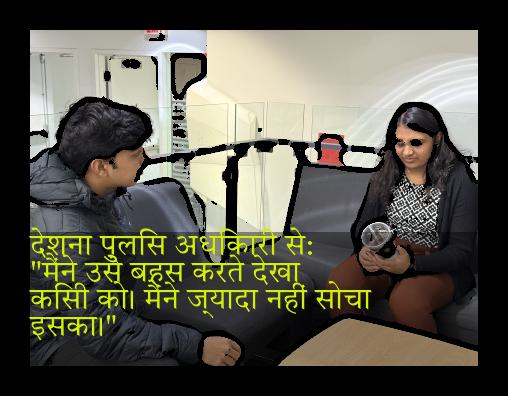 देशना पुलसि अधकिारी से:
"मैंने उसे बहस करते देखा
कसिी को। मैंने ज्यादा नहीं सोचा
इसका।"